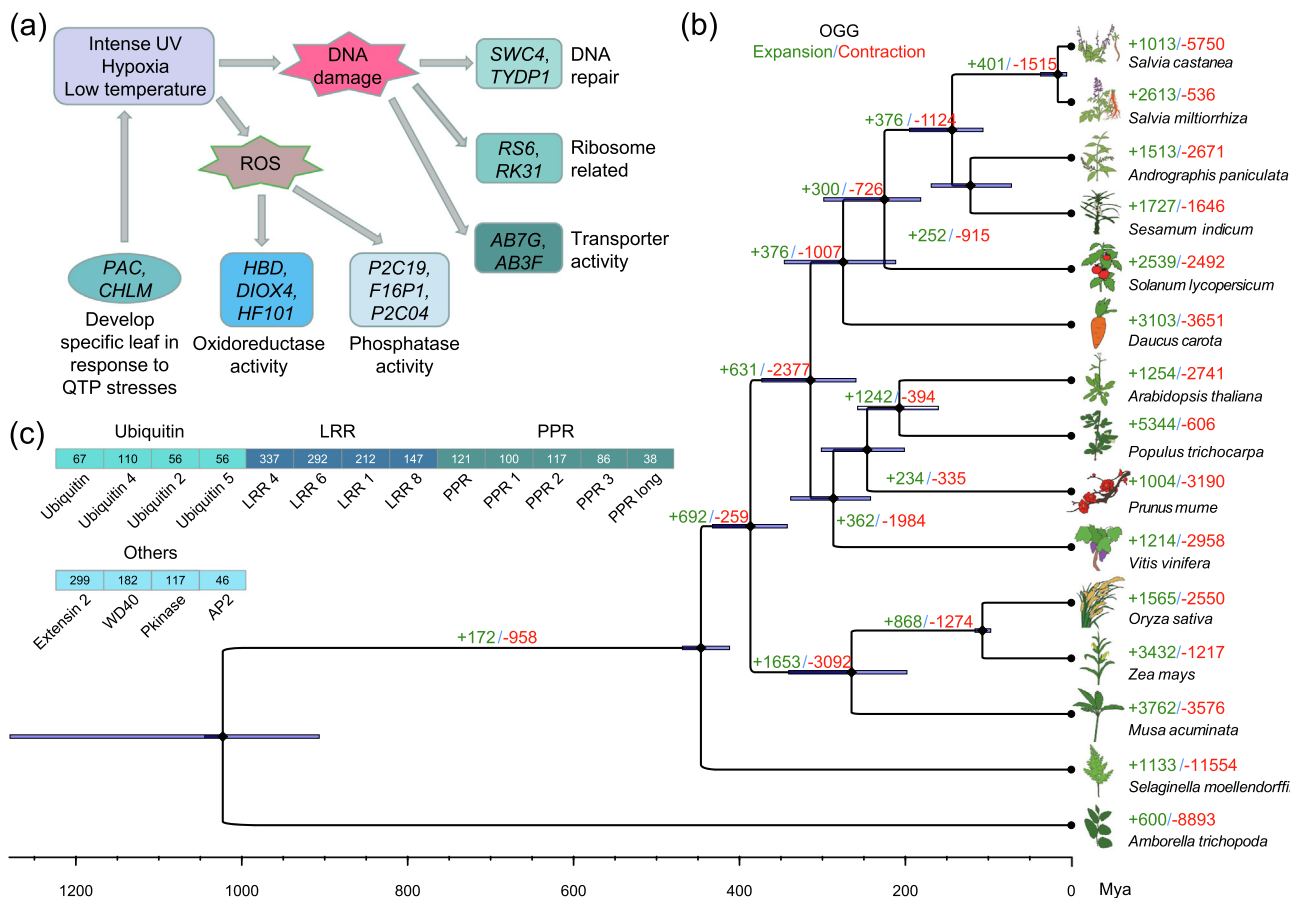 (a)
Intense UV
Hypoxia
Low temperature
DNA
damage
SWC4,
TYDP1
DNA
repair
ROS
RS6,
RK31
Ribosome
related
AB7G,
AB3F
Transporter
activity
PAC,
CHLM
Develop
specific leaf in
response to
QTP stresses
HBD,
DIOX4,
HF101
Oxidoreductase
activity
P2C19,
F16P1,
P2C04
Phosphatase
activity
(b)
OGG
Expansion/Contraction
+401/-1515
+376/-1124
+300/-726
+252/-915
+376/-1007
+631/-2377
+1242/-394
+234/-335
+362/-1984
+692/-259
+868/-1274
+1653/-3092
+172/-958
+1013/-5750
Salvia castanea
+2613/-536
Salvia miltiorrhiza
+1513/-2671
Andrographis paniculata
+1727/-1646
Sesamum indicum
+2539/-2492
Solanum lycopersicum
+3103/-3651
Daucus carota
+1254/-2741
Arabidopsis thaliana
+5344/-606
Populus trichocarpa
+1004/-3190
Prunus mume
+1214/-2958
Vitis vinifera
+1565/-2550
Oryza sativa
+3432/-1217
Zea mays
+3762/-3576
Musa acuminata
+1133/-11554
Selaginella moellendorffi
+600/-8893
Amborella trichopoda
1200 1000 800 600 400 200 0 Mya
(c)
Ubiquitin LRR PPR
67 110 56 56 337 292 212 147 121 100 117 86 38
Ubiquitin Ubiquitin 4 Ubiquitin 2 Ubiquitin 5 LRR 4 LRR 6 LRR 1 LRR 8 PPR PPR 1 PPR 2 PPR 3 PPR long
Others
299 182 117 46
Extensin 2 WD40 Pkinase AP2